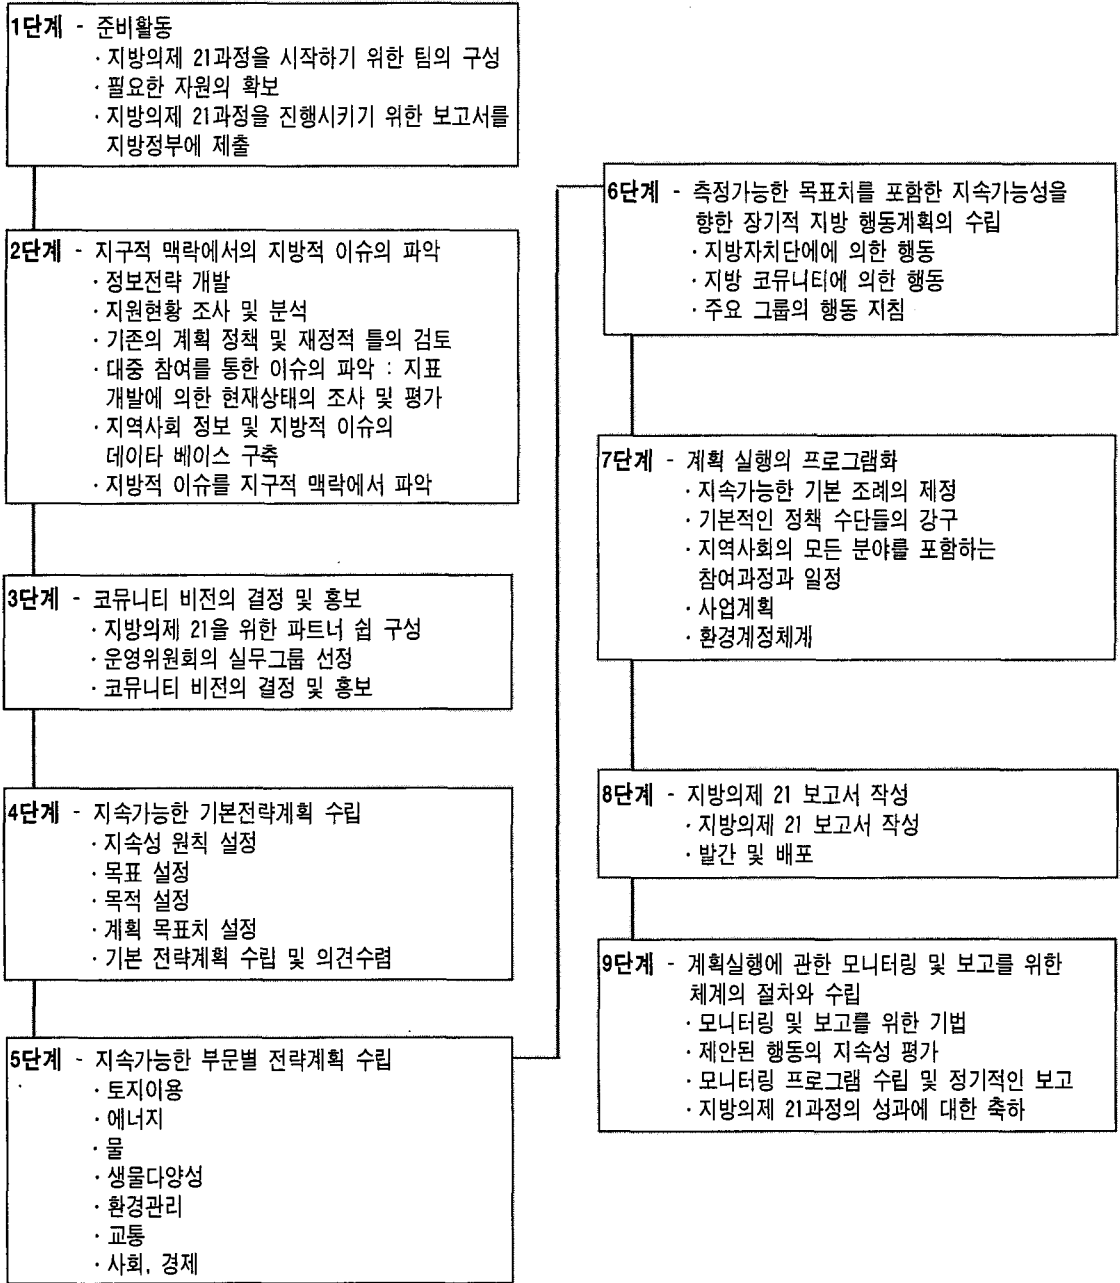 1단계 - 준비활동
· 지방의제 21과정을 시작하기 위한 팀의 구성
· 필요한 자원의 확보
· 지방의제 21과정을 진행시키기 위한 보고서를
지방정부에 제출
2단계 - 지구적 맥락에서의 지방적 이슈의 파악
· 정보전략 개발
· 지원현황 조사 및 분석
· 기존의 계획 정책 및 재정적 틀의 검토
· 대중 참여를 통한 이슈의 파악 : 지표
개발에 의한 현재상태의 조사 및 평가
· 지역사회 정보 및 지방적 이슈의
데이타 베이스 구축
· 지방적 이슈를 지구적 맥락에서 파악
3단계 - 코뮤니티 비전의 결정 및 홍보
· 지방의제 21을 위한 파트너 쉽 구성
· 운영위원회의 실무그룹 선정
· 코뮤니티 비전의 결정 및 홍보
4단계 - 지속가능한 기본전략계획 수립
· 지속성 원칙 설정
· 목표 설정
· 목적 설정
· 계획 목표치 설정
· 기본 전략계획 수립 및 의견수렴
5단계 - 지속가능한 부문별 전략계획 수립
· 토지이용
· 에너지
· 물
· 생물다양성
· 환경관리
· 교통
· 사회, 경제
6단계 - 측정가능한 목표치를 포함한 지속가능성을
향한 장기적 지방 행동계획의 수립
· 지방자치단에에 의한 행동
· 지방 코뮤니티에 의한 행동
· 주요 그룹의 행동 지침
7단계 - 계획 실행의 프로그램화
· 지속가능한 기본 조례의 제정
· 기본적인 정책 수단들의 강구
· 지역사회의 모든 분야를 포함하는
참여과정과 일정
· 사업계획
· 환경계정체계
8단계 - 지방의제 21 보고서 작성
· 지방의제 21 보고서 작성
· 발간 및 배포
9단계 - 계획실행에 관한 모니터링 및 보고를 위한
체계의 절차와 수립
· 모니터링 및 보고를 위한 기법
· 제안된 행동의 지속성 평가
· 모니터링 프로그램 수립 및 정기적인 보고
· 지방의제 21과정의 성과에 대한 축하